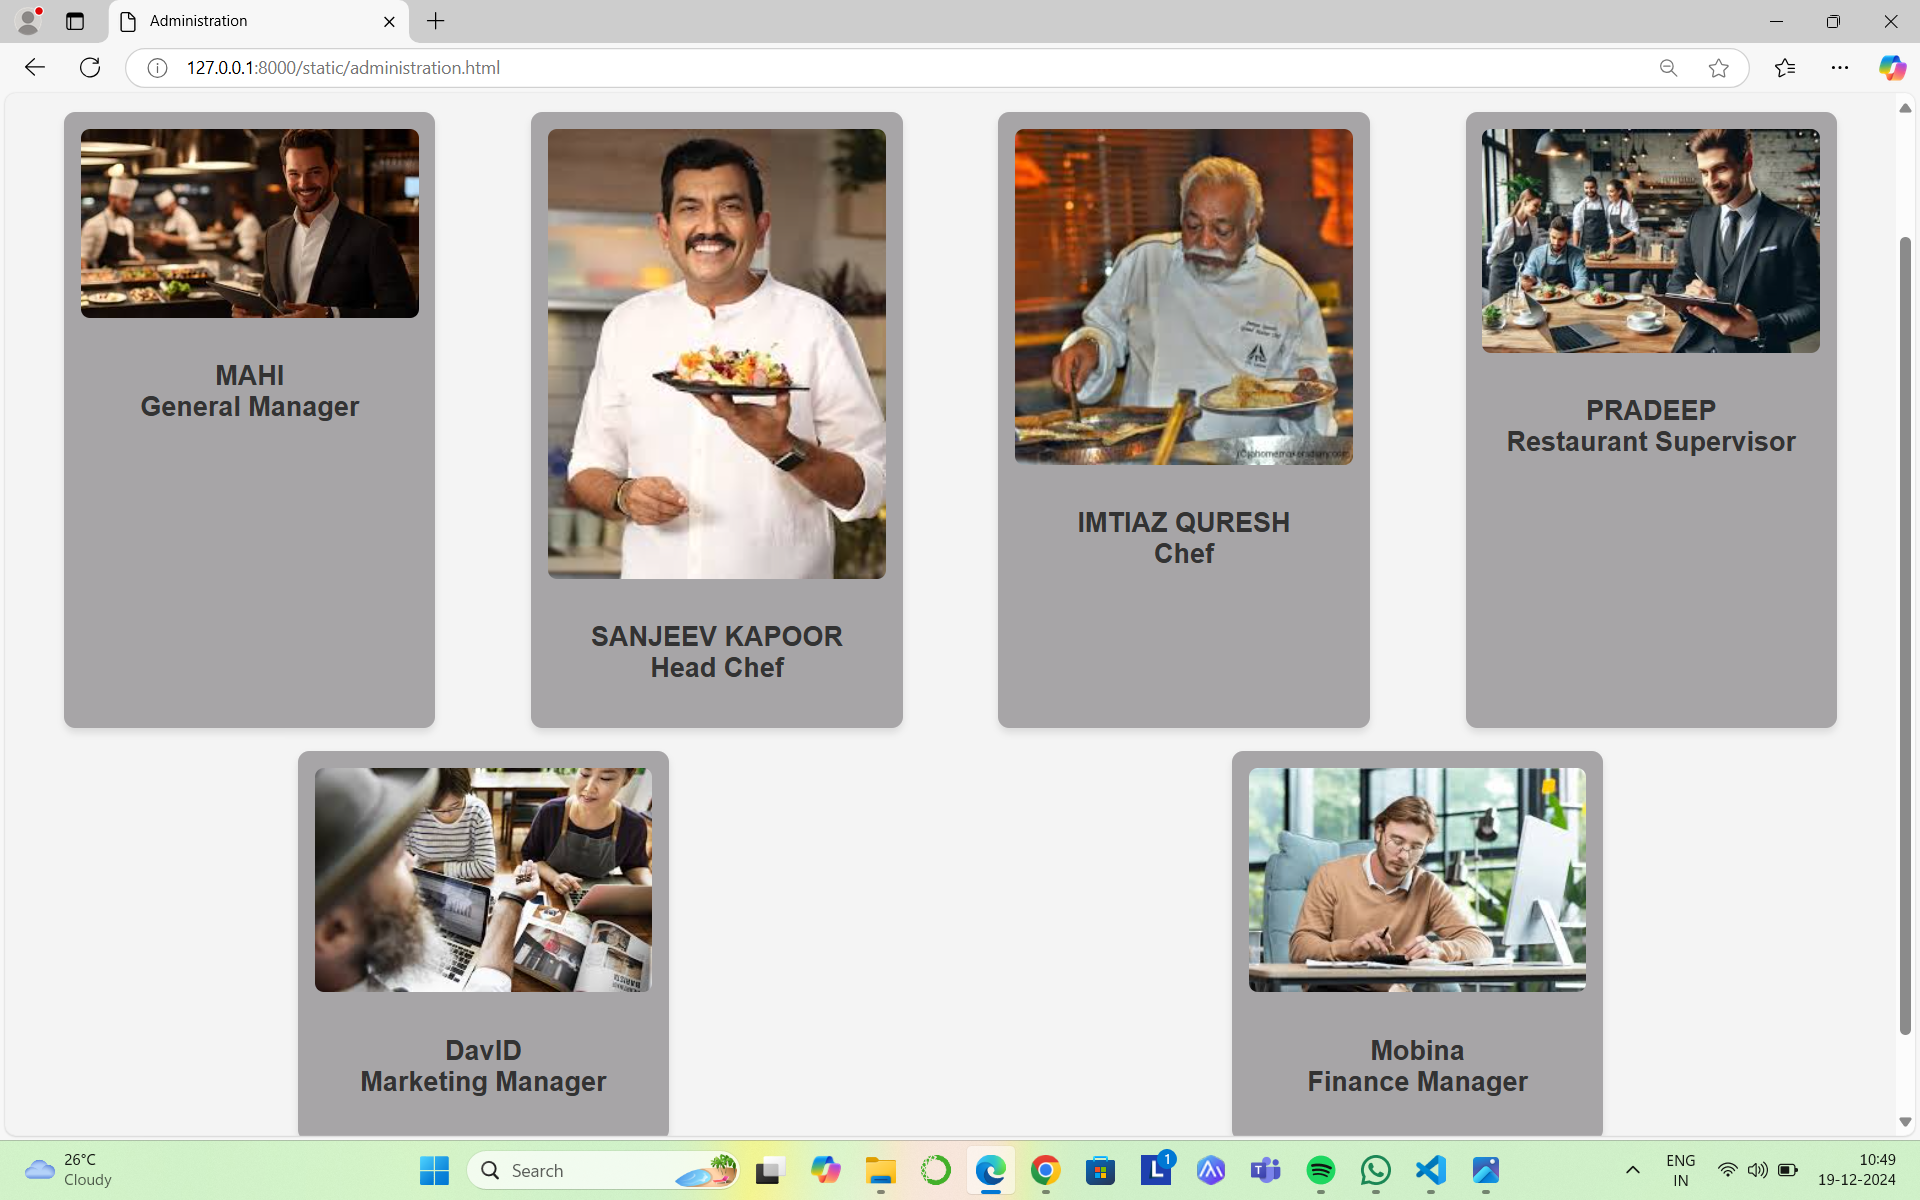 Administration
127.0.0.1:8000/static/administration.html
MAHI
General Manager
SANJEEV KAPOOR
Head Chef
IMTIAZ QURESH
Chef
PRADEEP
Restaurant Supervisor
DavID
Marketing Manager
Mobina
Finance Manager
26°C
Cloudy
Search
1
ENG
IN
10:49
19-12-2024